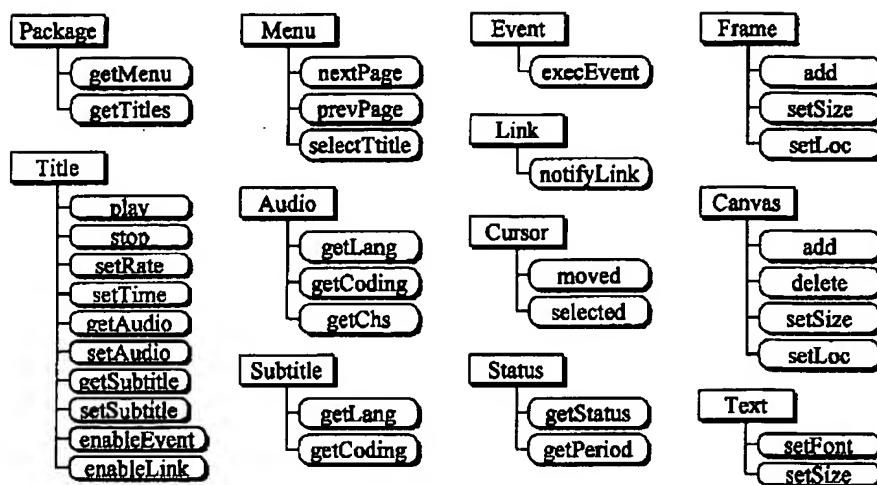 Package
getMenu
getTitles
Title
play
stop
setRate
setTime
getAudio
setAudio
getSubtitle
setSubtitle
enableEvent
enableLink
Menu
nextPage
prevPage
selectTtitle
Audio
getLang
getCoding
getChs
Subtitle
getLang
getCoding
Event
execEvent
Link
notifyLink
Cursor
moved
selected
Status
getStatus
getPeriod
Frame
add
setSize
setLoc
Canvas
add
delete
setSize
setLoc
Text
setFont
setSize